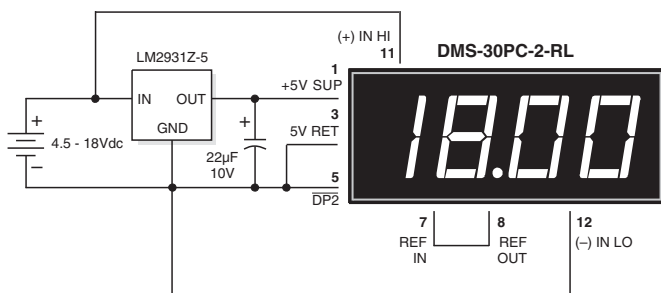 (+) IN HI
11
DMS-30PC-2-RL
LM2931Z-5
1
+5V SUP
IN OUT
+
3
5V RET
GND
+
4.5 - 18Vdc
–
22µF
10V
5
DP2
18.00
7 8 12
REF IN
REF OUT
(–) IN LO